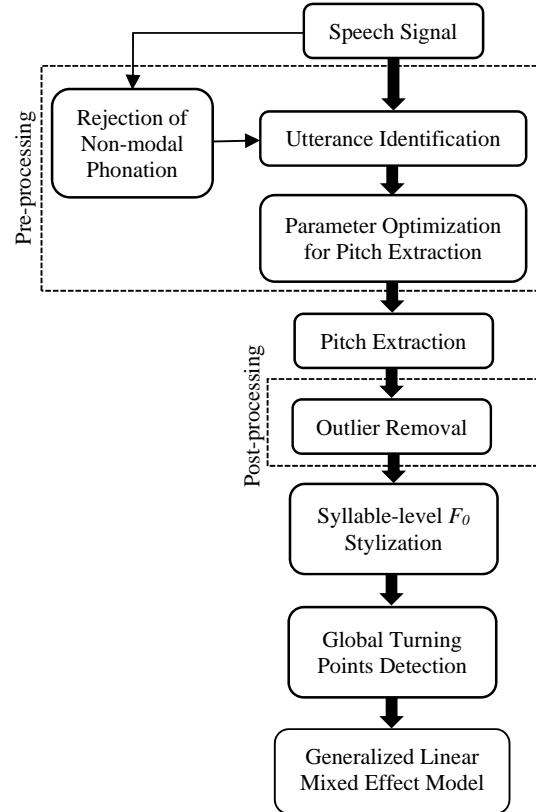 Speech Signal
Pre-processing
Rejection of
Non-modal
Phonation
Utterance Identification
Parameter Optimization
for Pitch Extraction
Pitch Extraction
Post-processing
Outlier Removal
Syllable-level F₀
Stylization
Global Turning
Points Detection
Generalized Linear
Mixed Effect Model